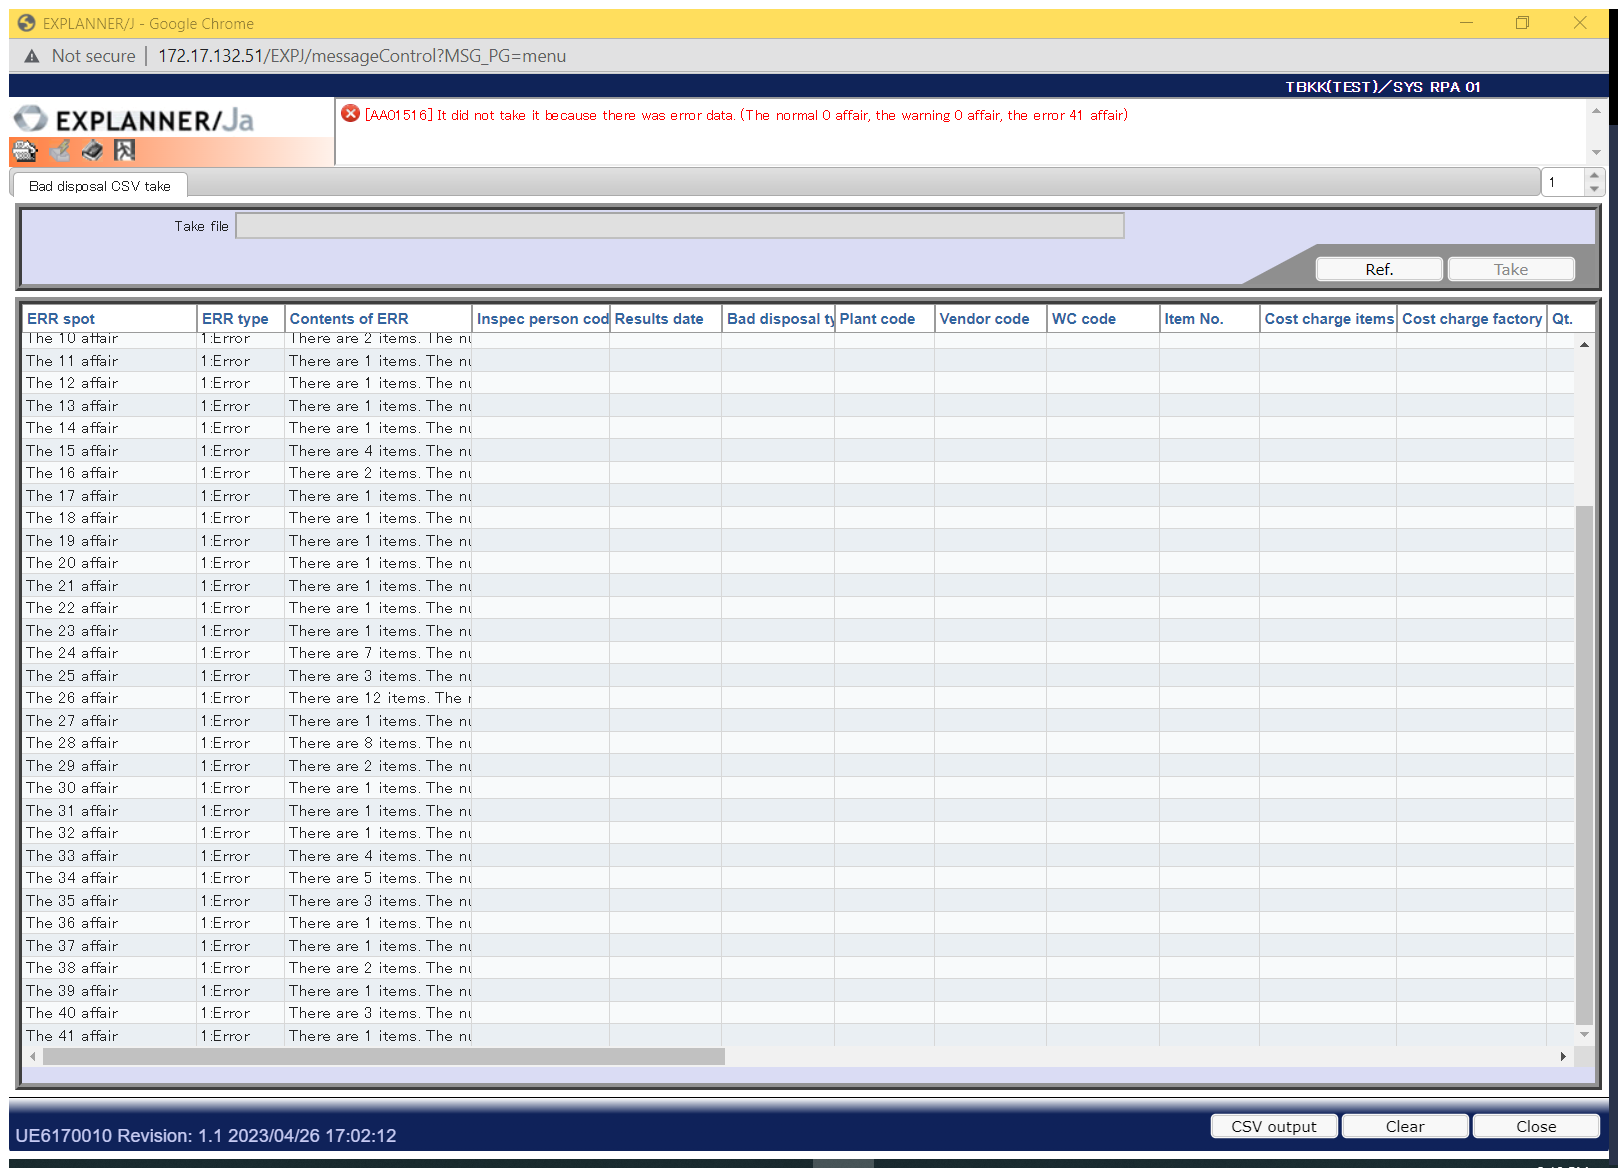 EXPLANNER/J - Google Chrome
Not secure | 172.17.132.51/EXPJ/messageControl?MSG_PG=menu
TBKK(TEST)／SYS RPA 01
EXPLANNER/Ja
[AA01516] It did not take it because there was error data. (The normal 0 affair, the warning 0 affair, the error 41 affair)
Bad disposal CSV take
1
Take file
Ref. Take
ERR spot ERR type Contents of ERR Inspec person cod Results date Bad disposal ty Plant code Vendor code WC code Item No. Cost charge items Cost charge factory Qt.
The 10 affair 1:Error There are 2 items. The nu
The 11 affair 1:Error There are 1 items. The nu
The 12 affair 1:Error There are 1 items. The nu
The 13 affair 1:Error There are 1 items. The nu
The 14 affair 1:Error There are 1 items. The nu
The 15 affair 1:Error There are 4 items. The nu
The 16 affair 1:Error There are 2 items. The nu
The 17 affair 1:Error There are 1 items. The nu
The 18 affair 1:Error There are 1 items. The nu
The 19 affair 1:Error There are 1 items. The nu
The 20 affair 1:Error There are 1 items. The nu
The 21 affair 1:Error There are 1 items. The nu
The 22 affair 1:Error There are 1 items. The nu
The 23 affair 1:Error There are 1 items. The nu
The 24 affair 1:Error There are 7 items. The nu
The 25 affair 1:Error There are 3 items. The nu
The 26 affair 1:Error There are 12 items. The
The 27 affair 1:Error There are 1 items. The nu
The 28 affair 1:Error There are 8 items. The nu
The 29 affair 1:Error There are 2 items. The nu
The 30 affair 1:Error There are 1 items. The nu
The 31 affair 1:Error There are 1 items. The nu
The 32 affair 1:Error There are 1 items. The nu
The 33 affair 1:Error There are 4 items. The nu
The 34 affair 1:Error There are 5 items. The nu
The 35 affair 1:Error There are 3 items. The nu
The 36 affair 1:Error There are 1 items. The nu
The 37 affair 1:Error There are 1 items. The nu
The 38 affair 1:Error There are 2 items. The nu
The 39 affair 1:Error There are 1 items. The nu
The 40 affair 1:Error There are 3 items. The nu
The 41 affair 1:Error There are 1 items. The nu
UE6170010 Revision: 1.1 2023/04/26 17:02:12
CSV output Clear Close